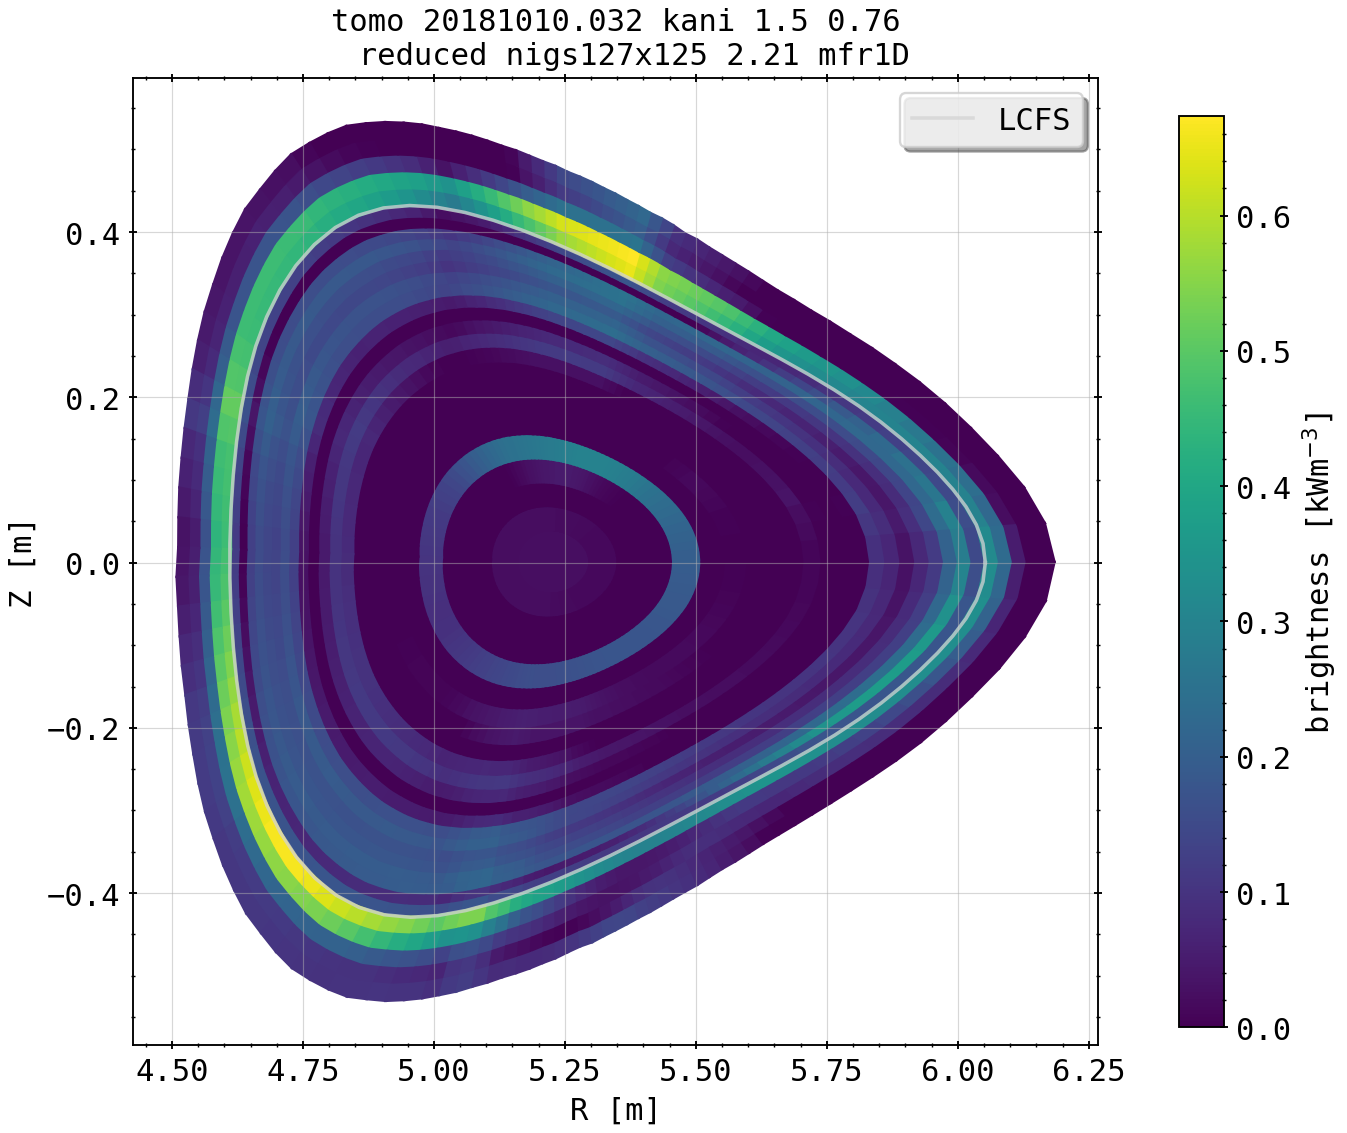 tomo 20181010.032 kani 1.5 0.76
reduced nigs127x125 2.21 mfr1D
LCFS
0.4
0.2
0.0
−0.2
−0.4
Z [m]
4.50 4.75 5.00 5.25 5.50 5.75 6.00 6.25
R [m]
0.6
0.5
0.4
0.3
0.2
0.1
0.0
brightness [kWm⁻³]